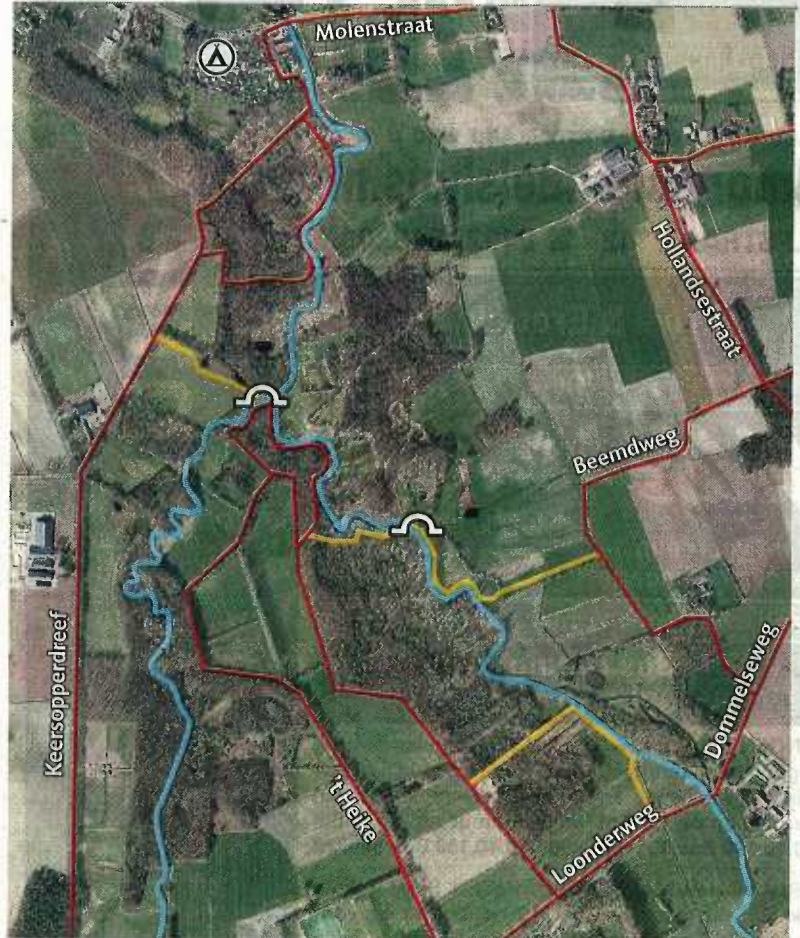 Molenstraat
Hollandsestraat
Beemdweg
Keersopperdreef
Dommelseweg
't Heike
Loonderweg